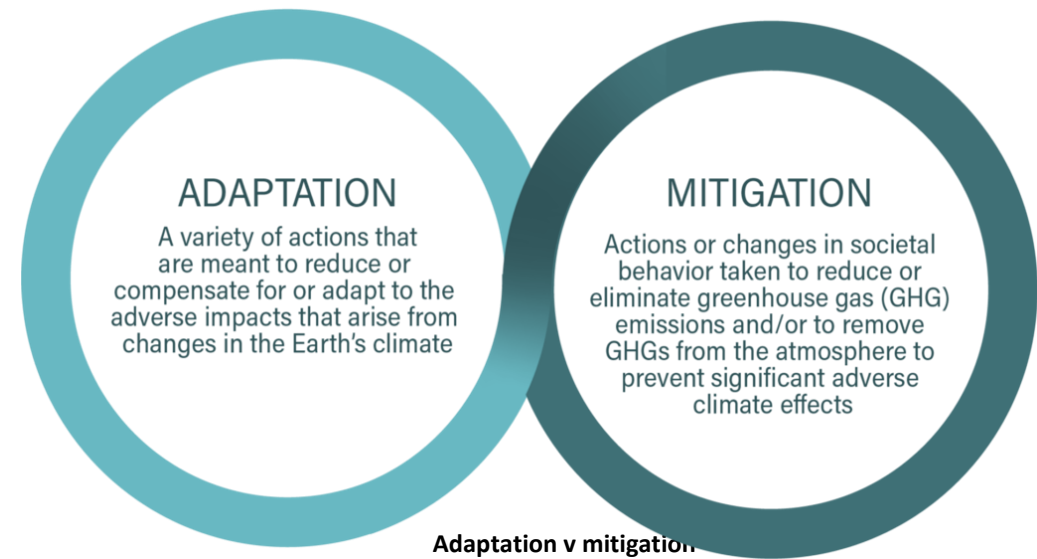 ADAPTATION
A variety of actions that
are meant to reduce or
compensate for or adapt to the
adverse impacts that arise from
changes in the Earth's climate
MITIGATION
Actions or changes in societal
behavior taken to reduce or
eliminate greenhouse gas (GHG)
emissions and/or to remove
GHGs from the atmosphere to
prevent significant adverse
climate effects
Adaptation v mitigation